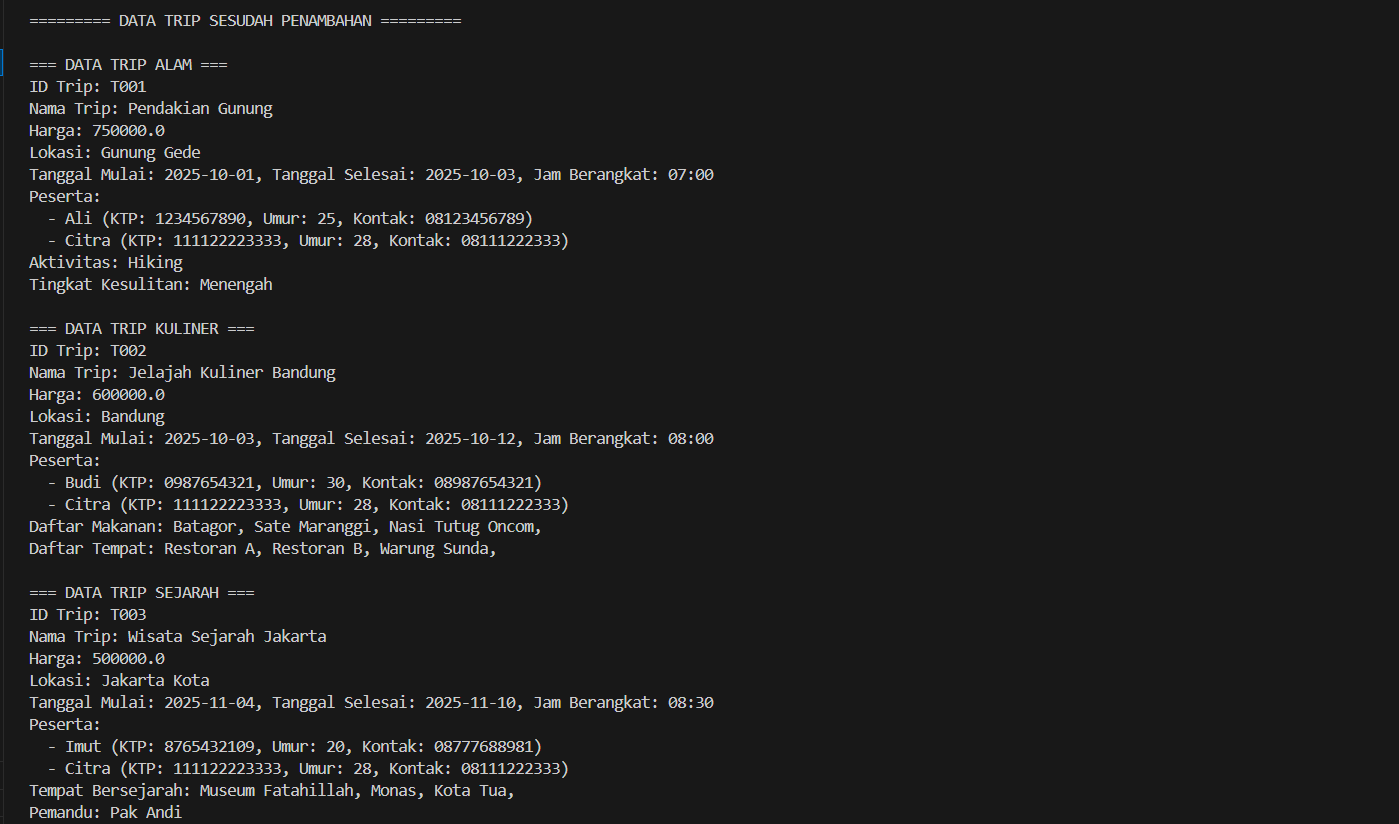 ========= DATA TRIP SESUDAH PENAMBAHAN =========
=== DATA TRIP ALAM ===
ID Trip: T001
Nama Trip: Pendakian Gunung
Harga: 750000.0
Lokasi: Gunung Gede
Tanggal Mulai: 2025-10-01, Tanggal Selesai: 2025-10-03, Jam Berangkat: 07:00
Peserta:
  - Ali (KTP: 1234567890, Umur: 25, Kontak: 08123456789)
  - Citra (KTP: 111122223333, Umur: 28, Kontak: 08111222333)
Aktivitas: Hiking
Tingkat Kesulitan: Menengah
=== DATA TRIP KULINER ===
ID Trip: T002
Nama Trip: Jelajah Kuliner Bandung
Harga: 600000.0
Lokasi: Bandung
Tanggal Mulai: 2025-10-03, Tanggal Selesai: 2025-10-12, Jam Berangkat: 08:00
Peserta:
  - Budi (KTP: 0987654321, Umur: 30, Kontak: 08987654321)
  - Citra (KTP: 111122223333, Umur: 28, Kontak: 08111222333)
Daftar Makanan: Batagor, Sate Maranggi, Nasi Tutug Oncom,
Daftar Tempat: Restoran A, Restoran B, Warung Sunda,
=== DATA TRIP SEJARAH ===
ID Trip: T003
Nama Trip: Wisata Sejarah Jakarta
Harga: 500000.0
Lokasi: Jakarta Kota
Tanggal Mulai: 2025-11-04, Tanggal Selesai: 2025-11-10, Jam Berangkat: 08:30
Peserta:
  - Imut (KTP: 8765432109, Umur: 20, Kontak: 08777688981)
  - Citra (KTP: 111122223333, Umur: 28, Kontak: 08111222333)
Tempat Bersejarah: Museum Fatahillah, Monas, Kota Tua,
Pemandu: Pak Andi